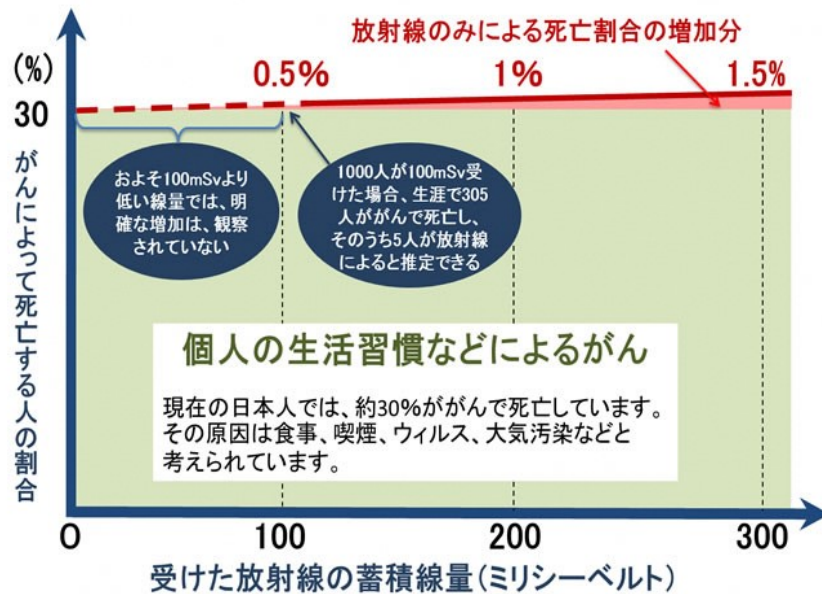 放射線のみによる死亡割合の増加分
(%)
0.5%
1%
1.5%
30
がんによって死亡する人の割合
およそ100mSvより
低い線量では、明
確な増加は、観察
されていない
1000人が100mSv受
けた場合、生涯で305
人ががんで死亡し、
そのうち5人が放射線
によると推定できる
個人の生活習慣などによるがん
現在の日本人では、約30%ががんで死亡しています。
その原因は食事、喫煙、ウィルス、大気汚染などと
考えられています。
0
100
200
300
受けた放射線の蓄積線量(ミリシーベルト)